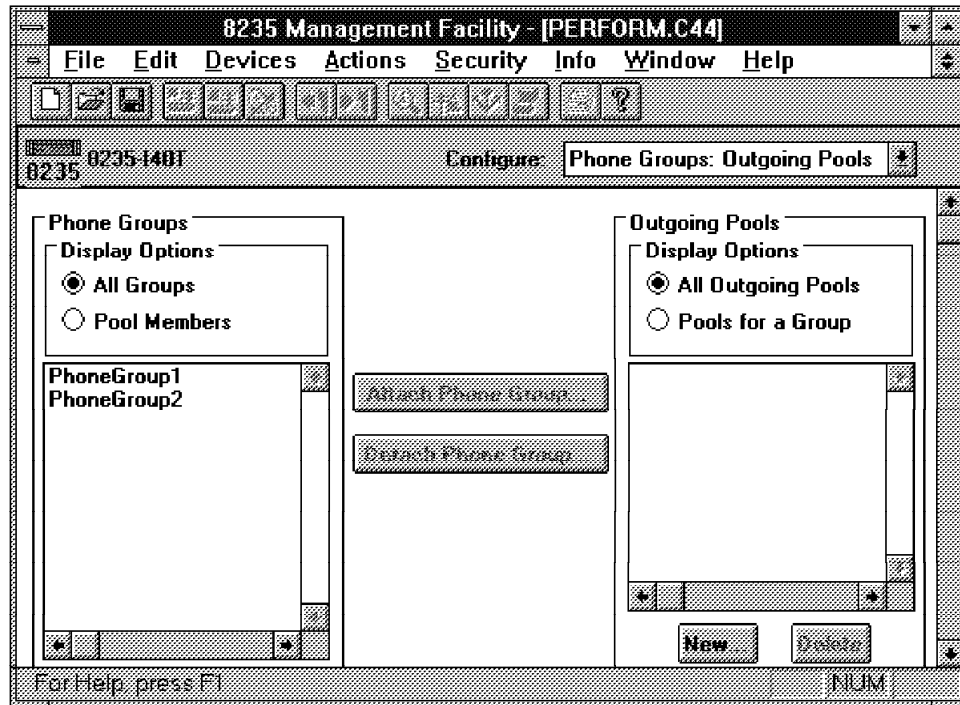 8235 Management Facility - [PERFORM.C44]
File Edit Devices Actions Security Info Window Help
8235 8235-I40T Configure: Phone Groups: Outgoing Pools
Phone Groups
Display Options
All Groups
Pool Members
PhoneGroup1
PhoneGroup2
Attach Phone Group...
Detach Phone Group
Outgoing Pools
Display Options
All Outgoing Pools
Pools for a Group
New... Delete
For Help, press F1 NUM